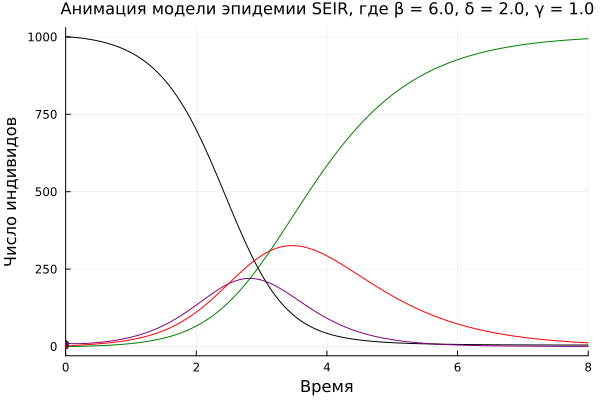 Анимация модели эпидемии SEIR, где β = 6.0, δ = 2.0, γ = 1.0
1000
750
500
250
0
Число индивидов
0 2 4 6 8
Время